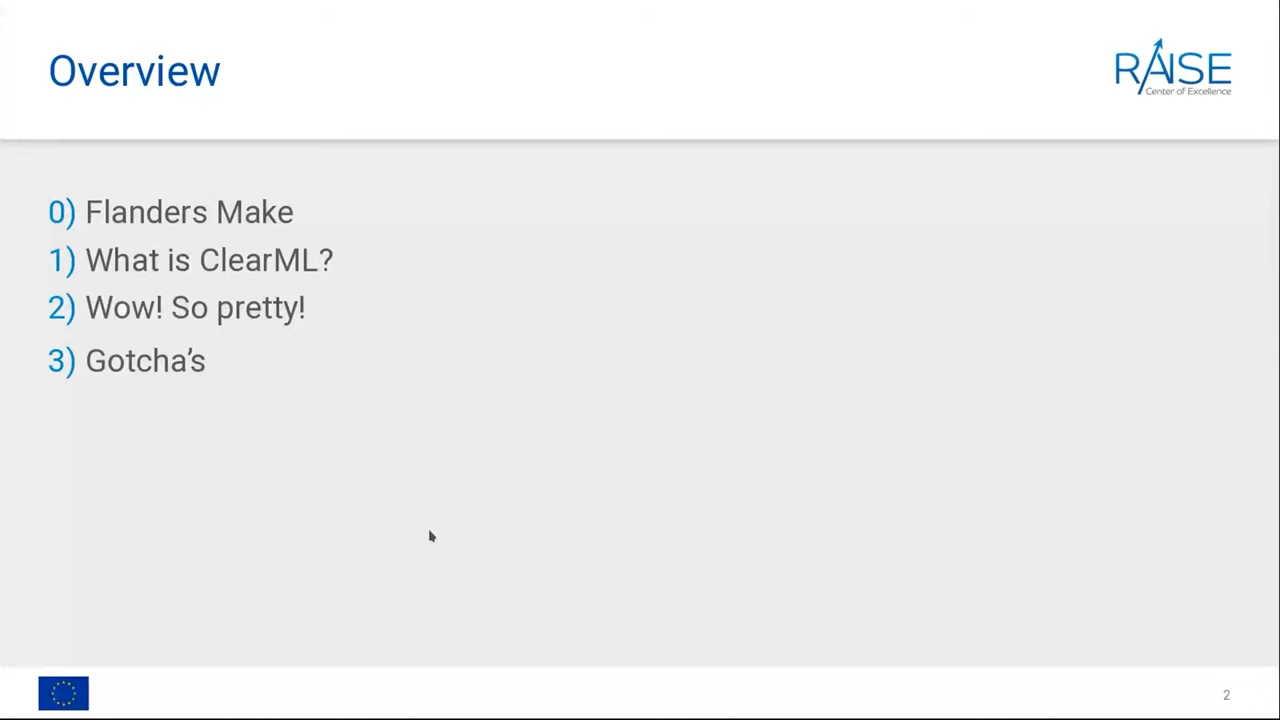 Overview
RAISE
Center of Excellence
0) Flanders Make
1) What is ClearML?
2) Wow! So pretty!
3) Gotcha’s
2